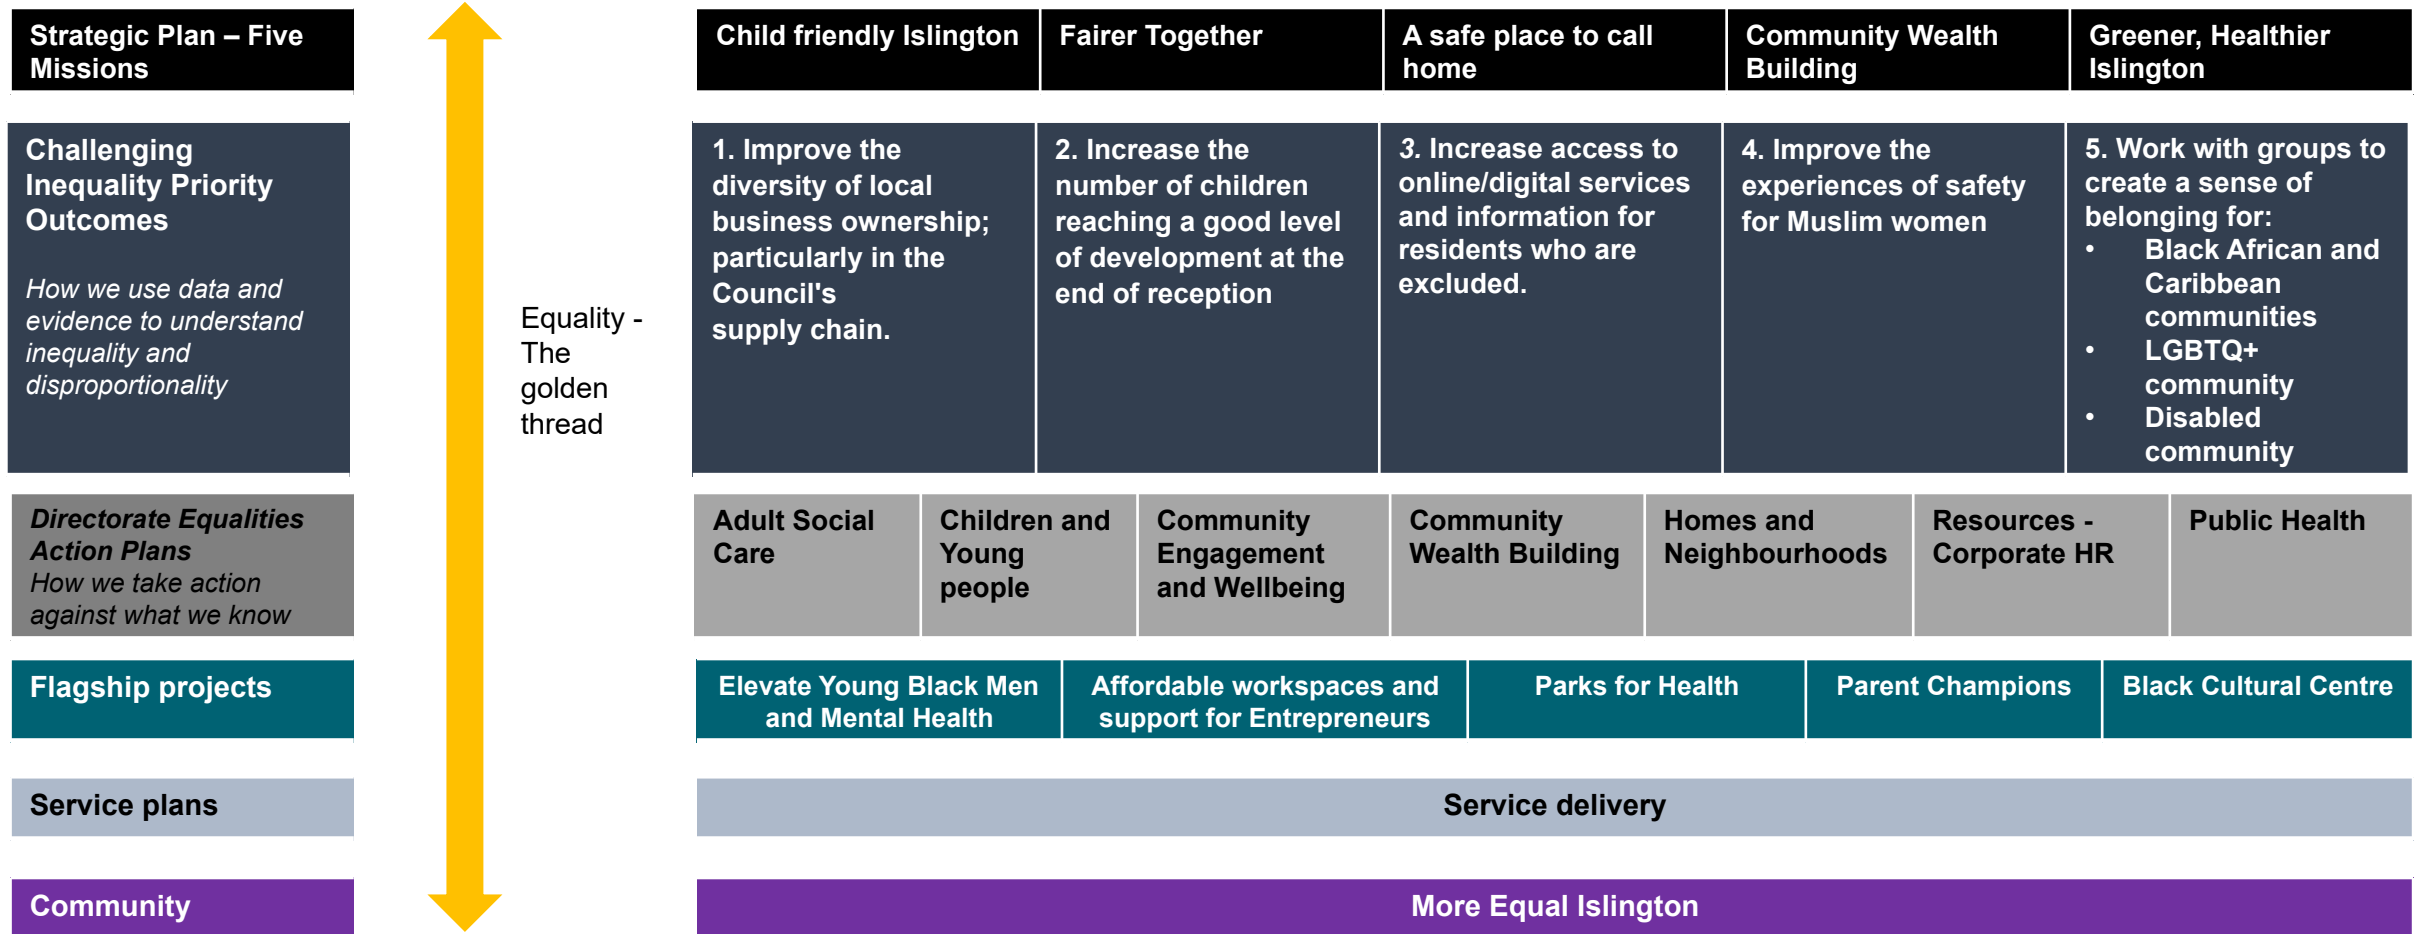 Strategic Plan – Five
Missions
Child friendly Islington
Fairer Together
A safe place to call
home
Community Wealth
Building
Greener, Healthier
Islington
Challenging
Inequality Priority
Outcomes
How we use data and
evidence to understand
inequality and
disproportionality
Equality -
The
golden
thread
1. Improve the
diversity of local
business ownership;
particularly in the
Council's
supply chain.
2. Increase the
number of children
reaching a good level
of development at the
end of reception
3. Increase access to
online/digital services
and information for
residents who are
excluded.
4. Improve the
experiences of safety
for Muslim women
5. Work with groups to
create a sense of
belonging for:
• Black African and
Caribbean
communities
• LGBTQ+
community
• Disabled
community
Directorate Equalities
Action Plans
How we take action
against what we know
Adult Social
Care
Children and
Young
people
Community
Engagement
and Wellbeing
Community
Wealth Building
Homes and
Neighbourhoods
Resources -
Corporate HR
Public Health
Flagship projects
Elevate Young Black Men
and Mental Health
Affordable workspaces and
support for Entrepreneurs
Parks for Health
Parent Champions
Black Cultural Centre
Service plans
Service delivery
Community
More Equal Islington